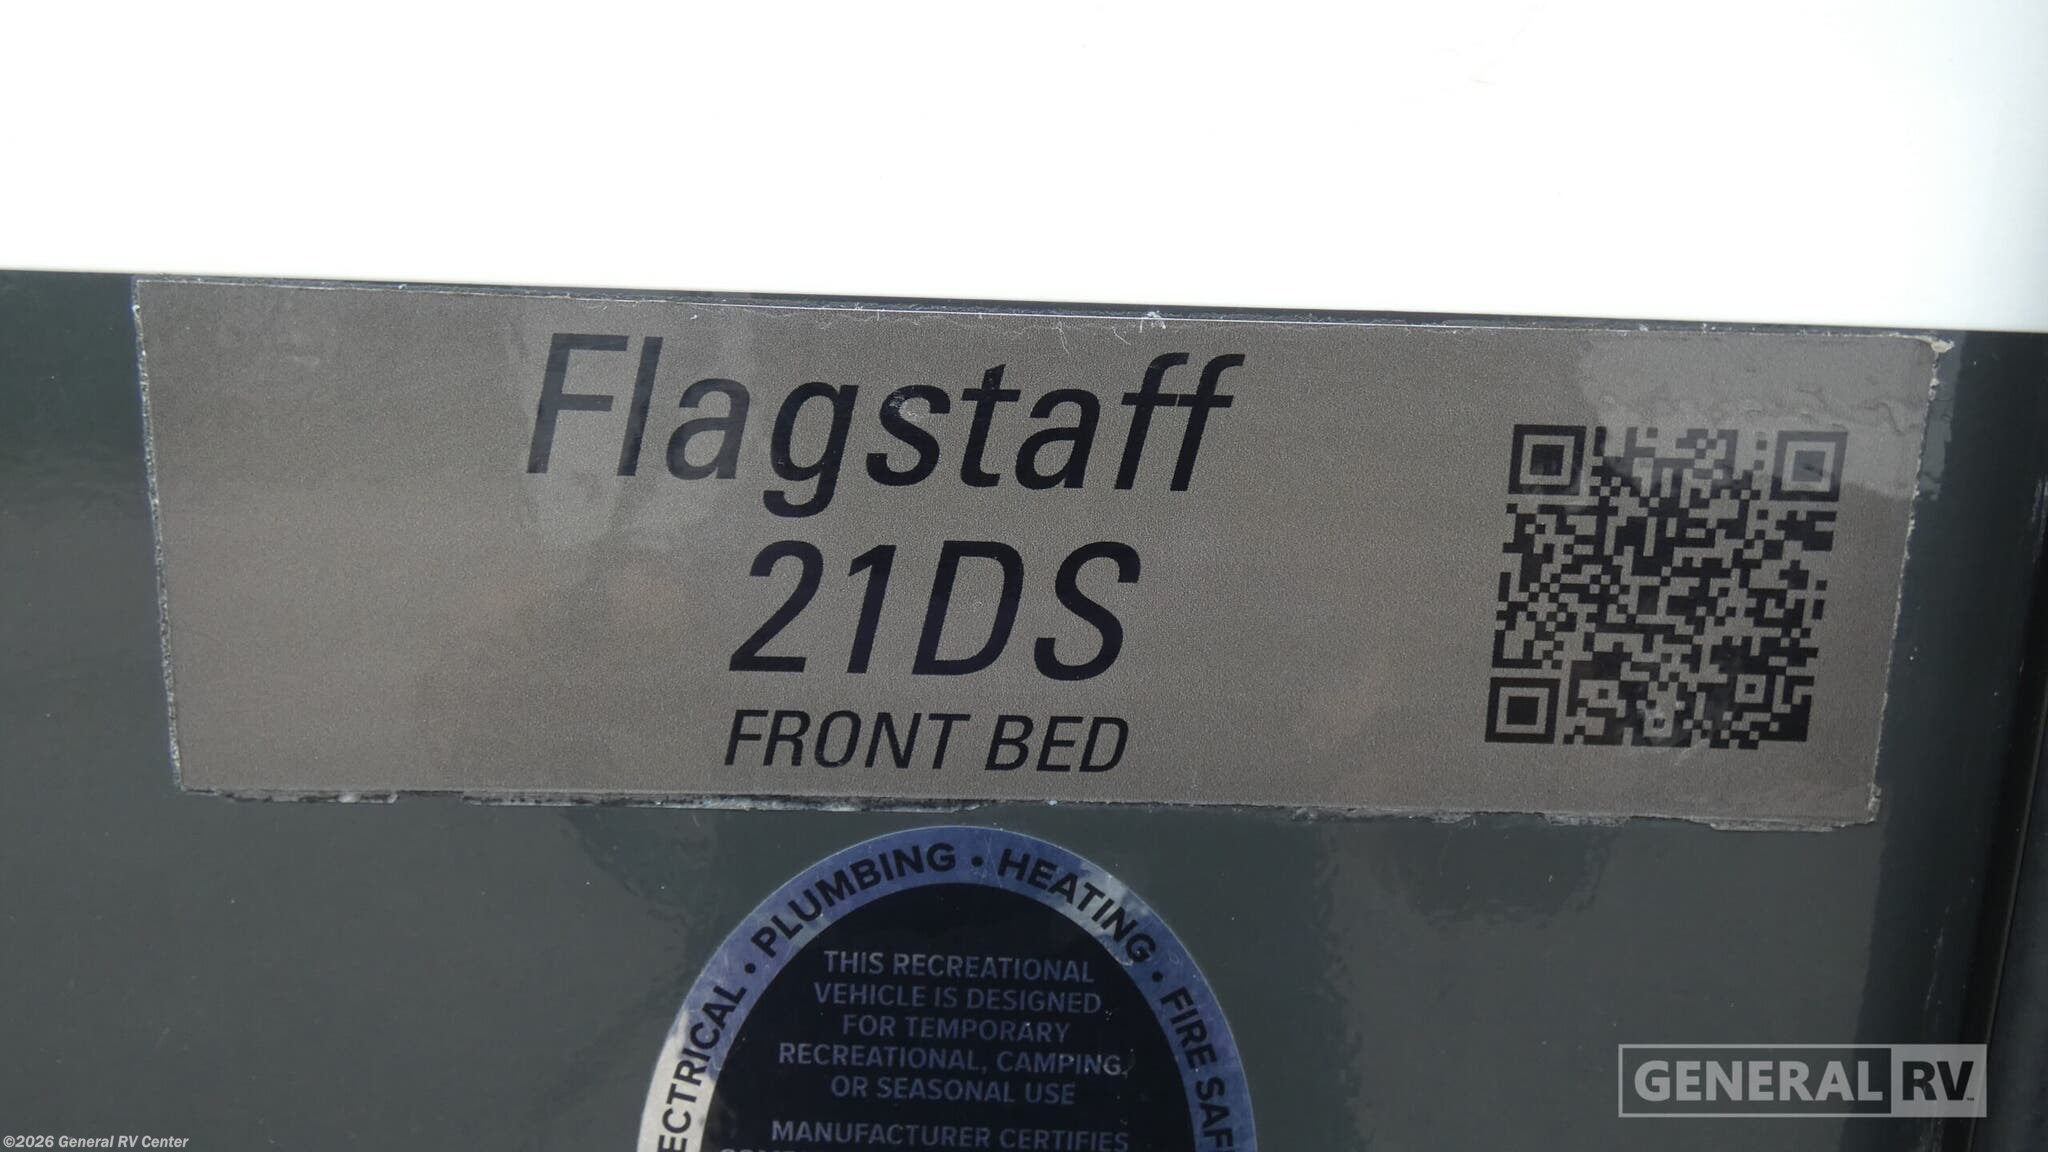 Flagstaff
21DS
FRONT BED
ECTRICAL • PLUMBING • HEATING • FIRE SAF
THIS RECREATIONAL
VEHICLE IS DESIGNED
FOR TEMPORARY
RECREATIONAL, CAMPING,
OR SEASONAL USE
MANUFACTURER CERTIFIES
GENERAL RV
©2026 General RV Center